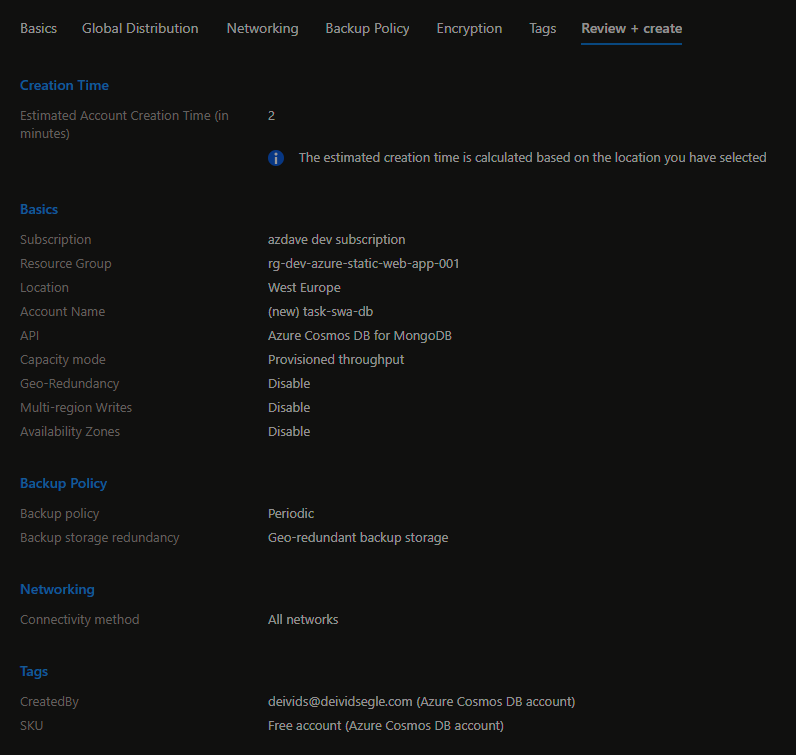 Basics Global Distribution Networking Backup Policy Encryption Tags Review + create
Creation Time
Estimated Account Creation Time (in minutes) 2
The estimated creation time is calculated based on the location you have selected
Basics
Subscription azdave dev subscription
Resource Group rg-dev-azure-static-web-app-001
Location West Europe
Account Name (new) task-swa-db
API Azure Cosmos DB for MongoDB
Capacity mode Provisioned throughput
Geo-Redundancy Disable
Multi-region Writes Disable
Availability Zones Disable
Backup Policy
Backup policy Periodic
Backup storage redundancy Geo-redundant backup storage
Networking
Connectivity method All networks
Tags
CreatedBy deivids@deividsegle.com (Azure Cosmos DB account)
SKU Free account (Azure Cosmos DB account)